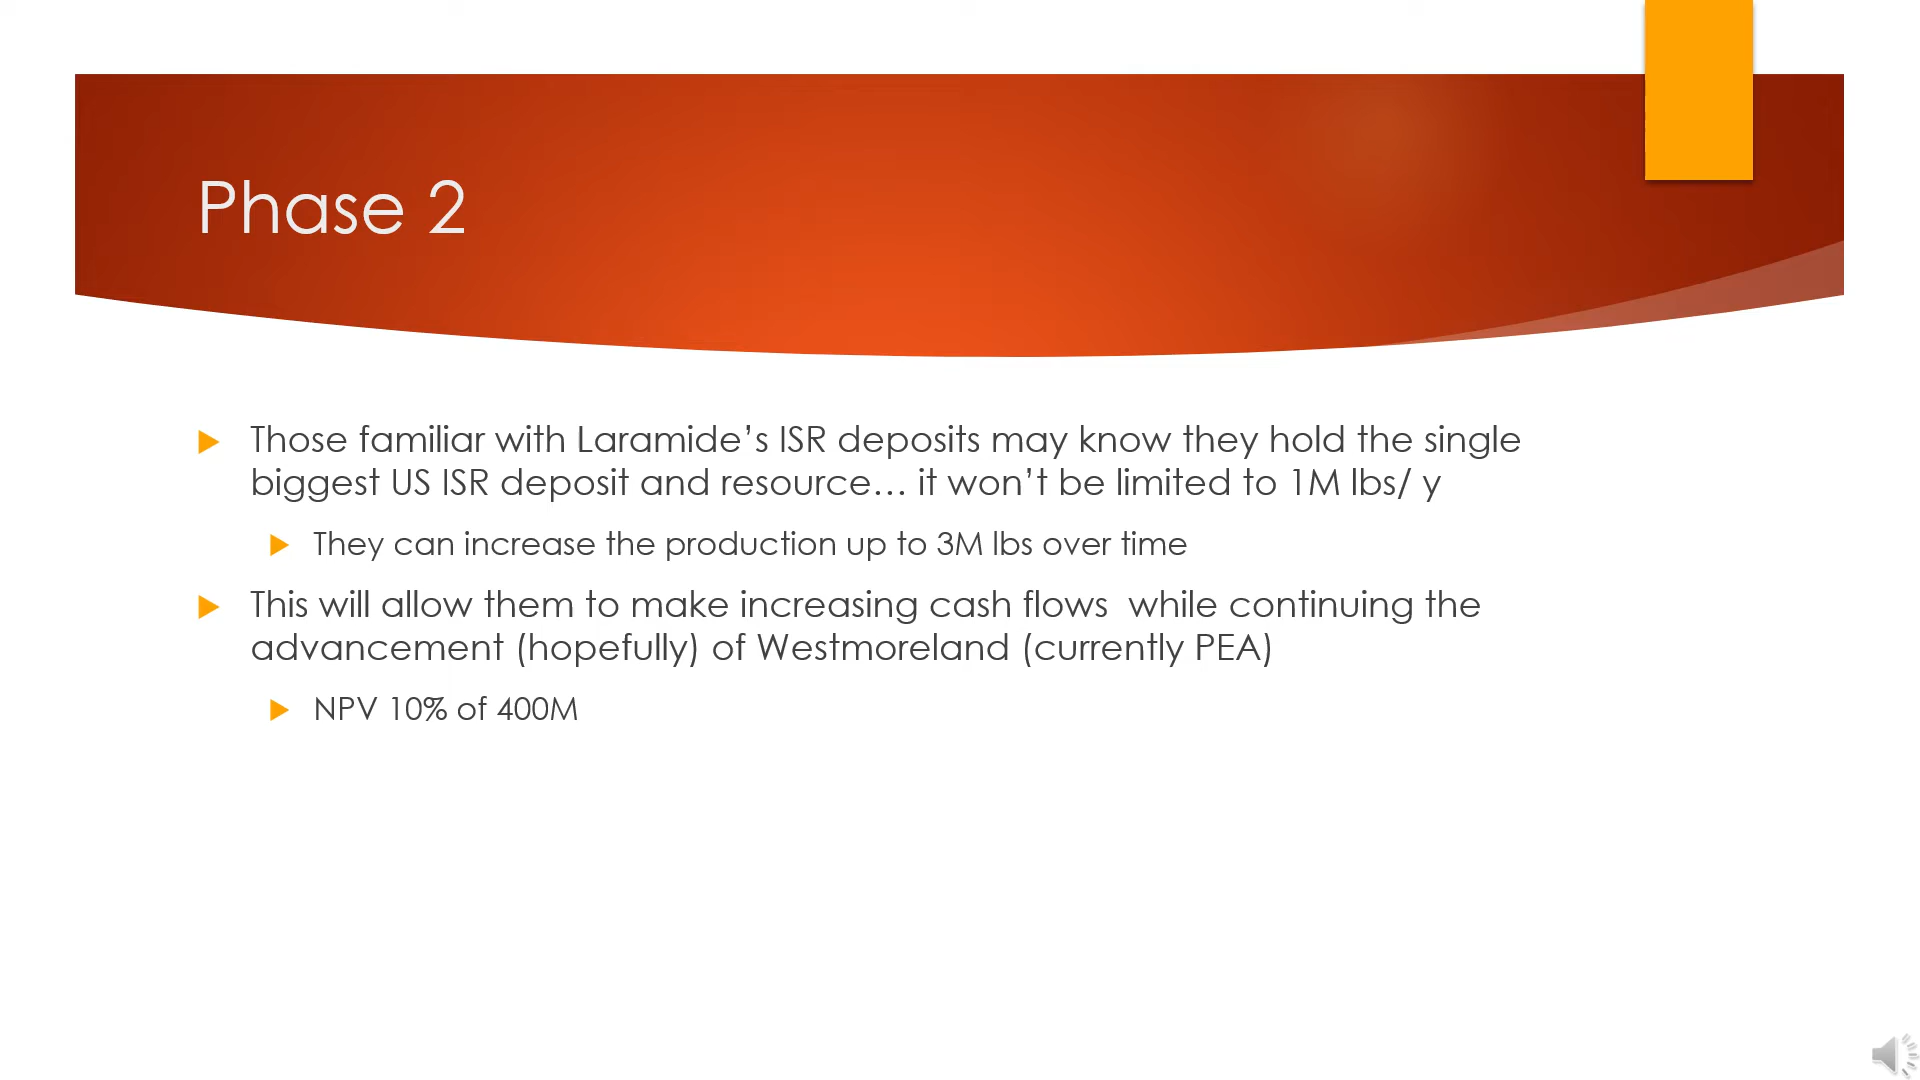 Phase 2
Those familiar with Laramide’s ISR deposits may know they hold the single
biggest US ISR deposit and resource… it won’t be limited to 1M lbs/ y
They can increase the production up to 3M lbs over time
This will allow them to make increasing cash flows  while continuing the
advancement (hopefully) of Westmoreland (currently PEA)
NPV 10% of 400M